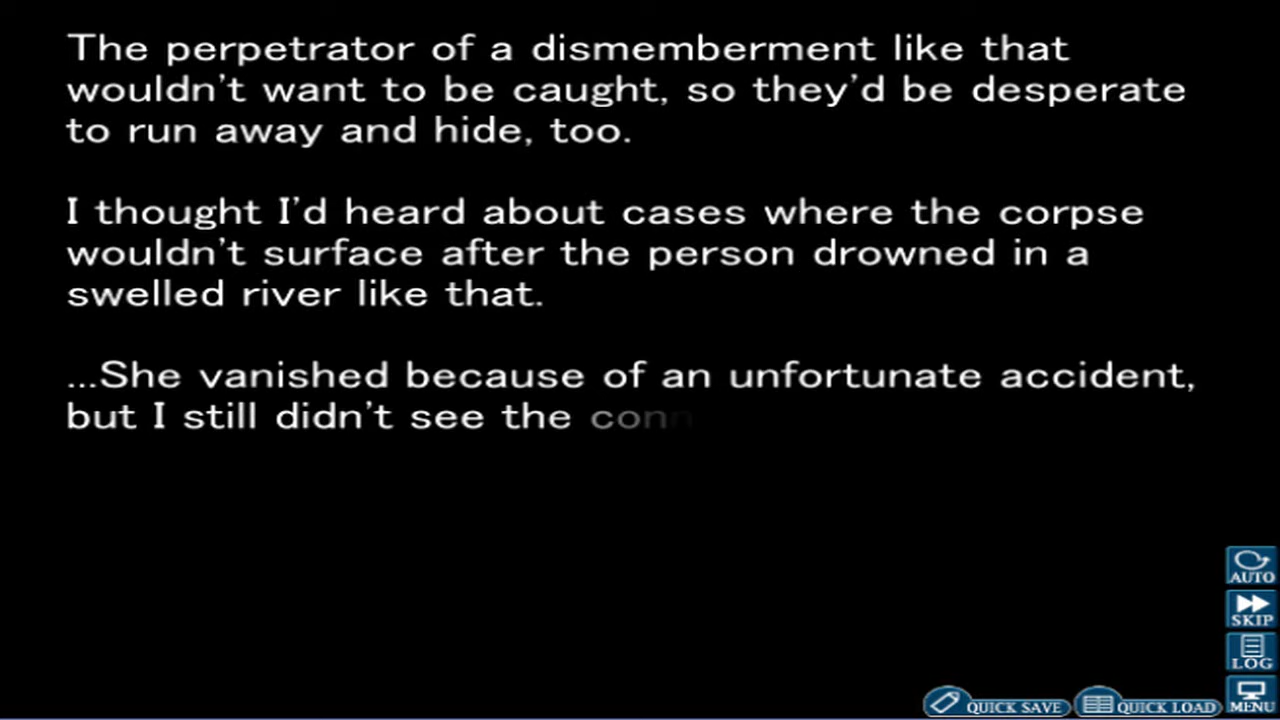 The perpetrator of a dismemberment like that
wouldn't want to be caught, so they'd be desperate
to run away and hide, too.
I thought I'd heard about cases where the corpse
wouldn't surface after the person drowned in a
swelled river like that.
...She vanished because of an unfortunate accident,
but I still didn't see the conn
AUTO
SKIP
LOG
MENU
QUICK SAVE
QUICK LOAD